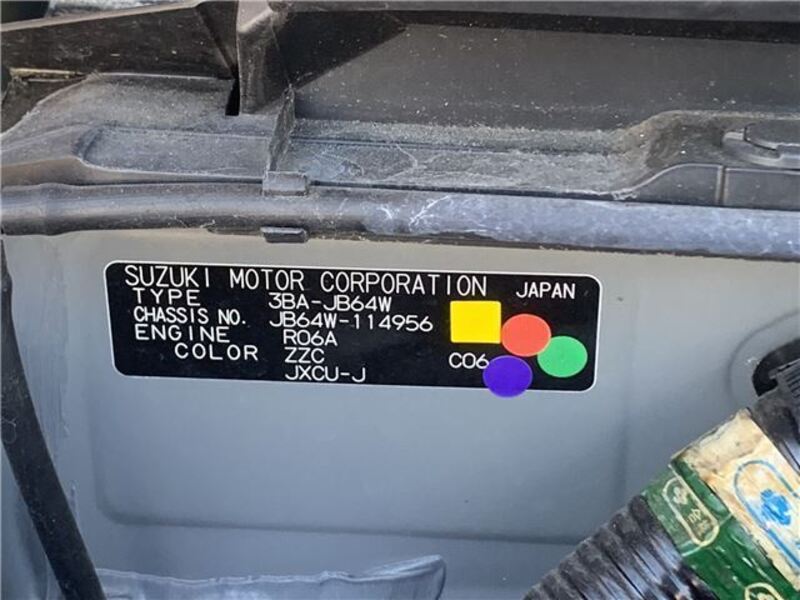 SUZUKI MOTOR CORPORATION JAPAN
TYPE 3BA-JB64W
CHASSIS NO. JB64W-114956
ENGINE R06A
COLOR ZZC C06
JXCU-J